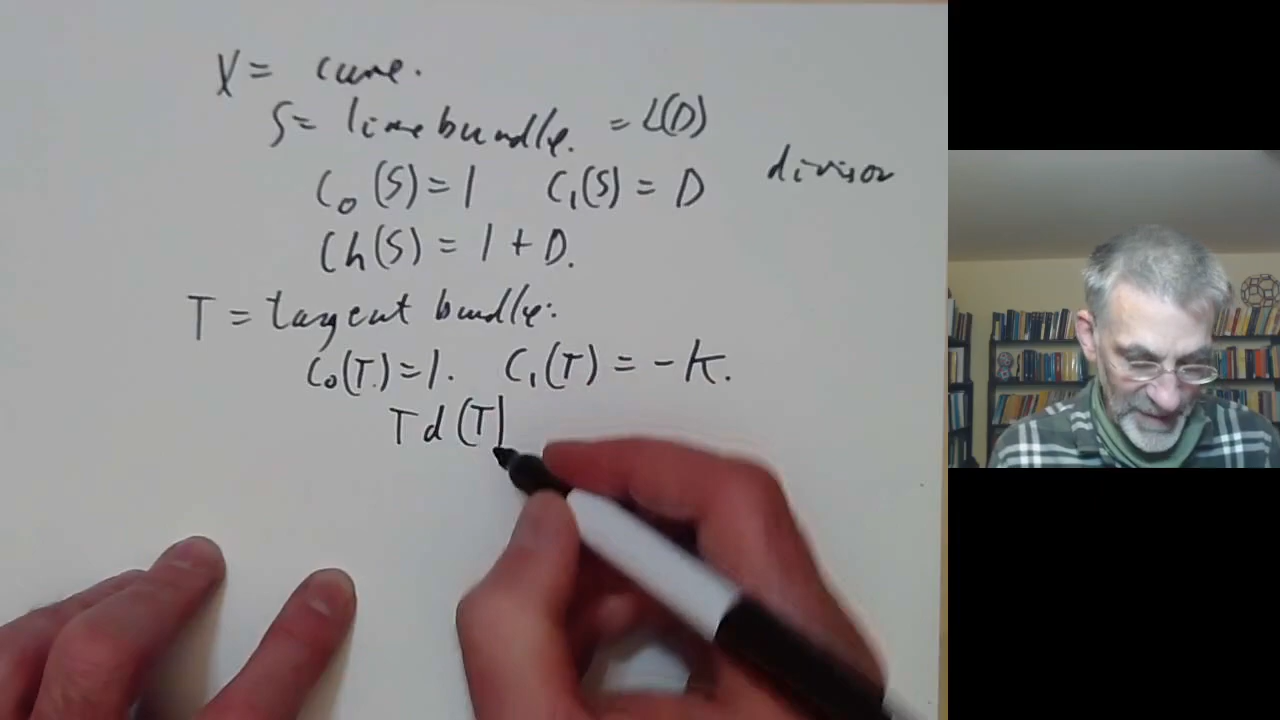 X = curve.
S = line bundle. = L(D)
divisor
C₀(S) = 1 C₁(S) = D
Ch(S) = 1 + D.
T = tangent bundle:
C₀(T) = 1. C₁(T) = -K.
Td(T)